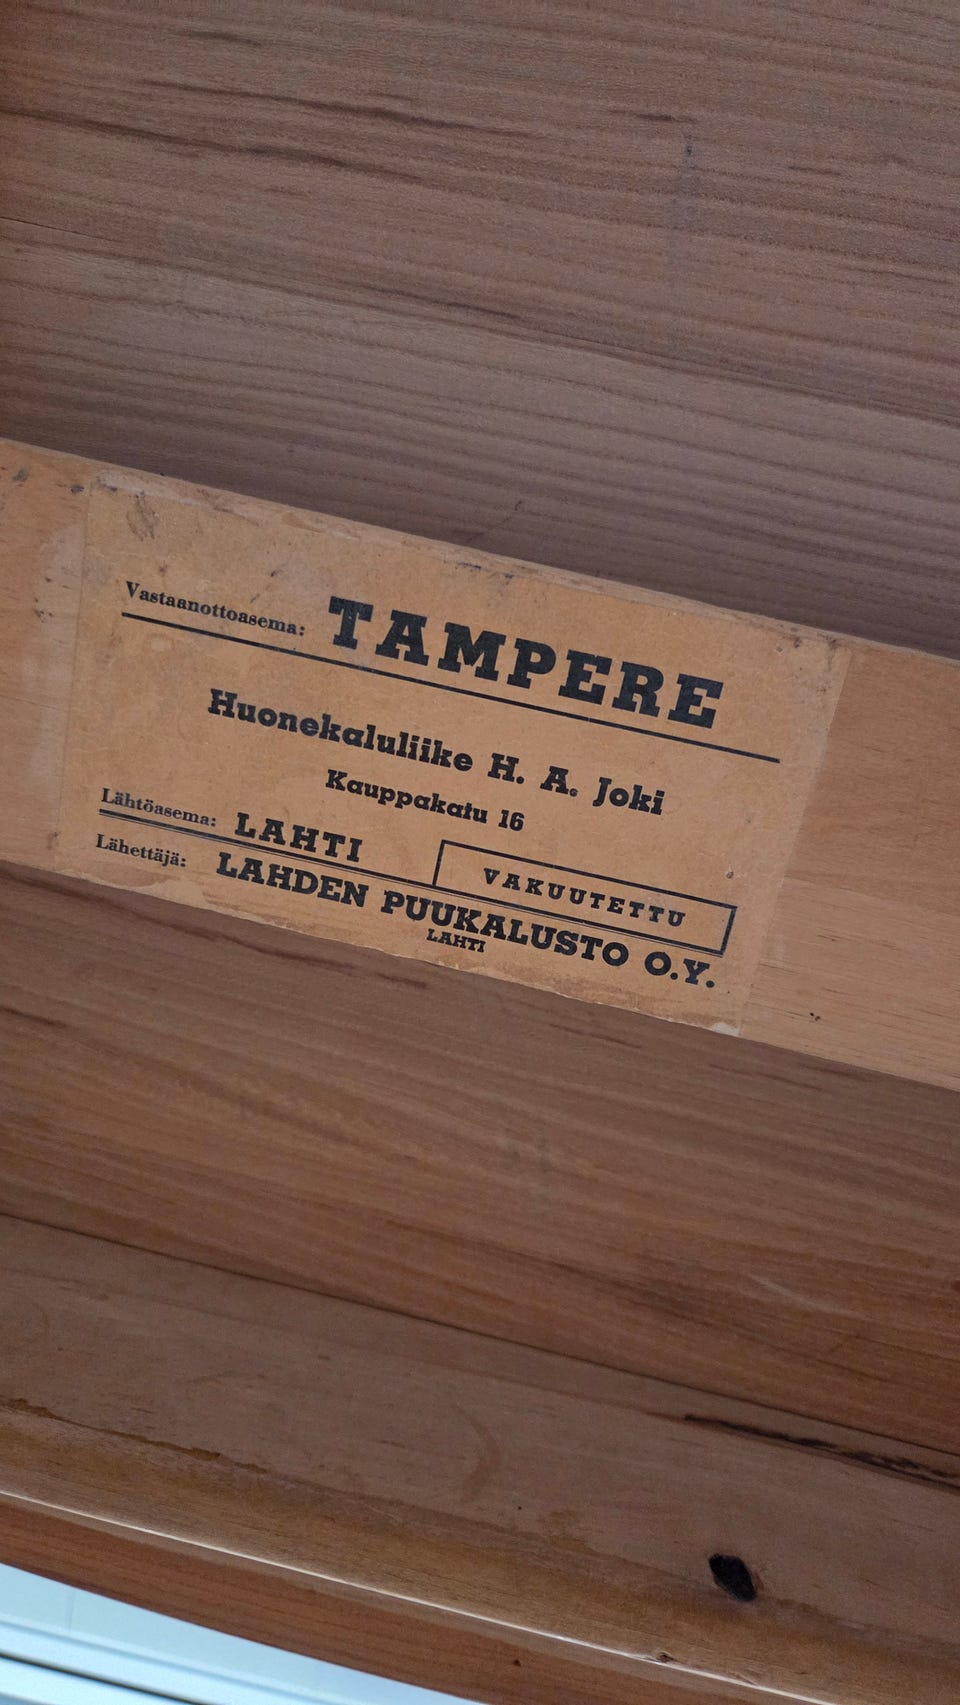 Vastaanottoasema: TAMPERE
Huonekaluliike H. A. Joki
Kauppakatu 16
Lähtöasema: LAHTI
VAKUUTETTU
Lähettäjä: LAHDEN PUUKALUSTO O.Y.
LAHTI